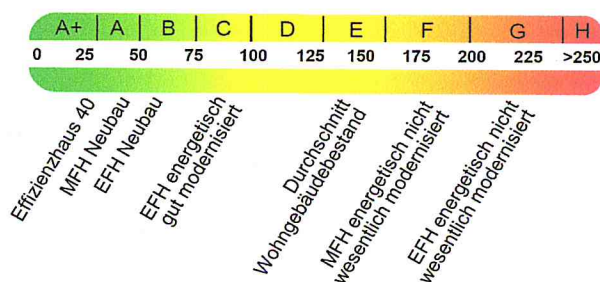 A+ A B C D E F G H
0 25 50 75 100 125 150 175 200 225 >250
Effizienzhaus 40
MFH Neubau
EFH Neubau
EFH energetisch
gut modernisiert
Durchschnitt
Wohngebäudebestand
MFH energetisch nicht
wesentlich modernisiert
EFH energetisch nicht
wesentlich modernisiert